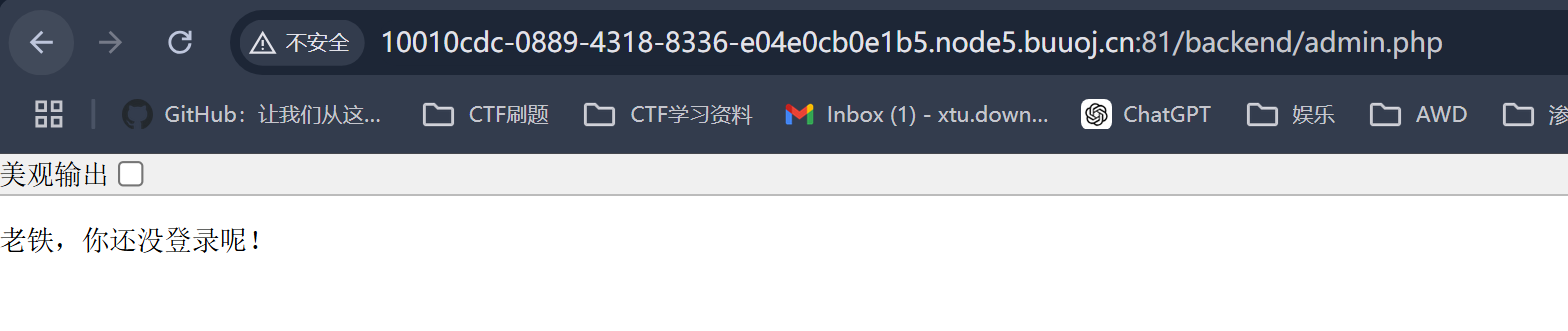 不安全 10010cdc-0889-4318-8336-e04e0cb0e1b5.node5.buuoj.cn:81/backend/admin.php
GitHub：让我们从这... CTF刷题 CTF学习资料 Inbox (1) - xtu.down... ChatGPT 娱乐 AWD
美观输出
老铁，你还没登录呢！